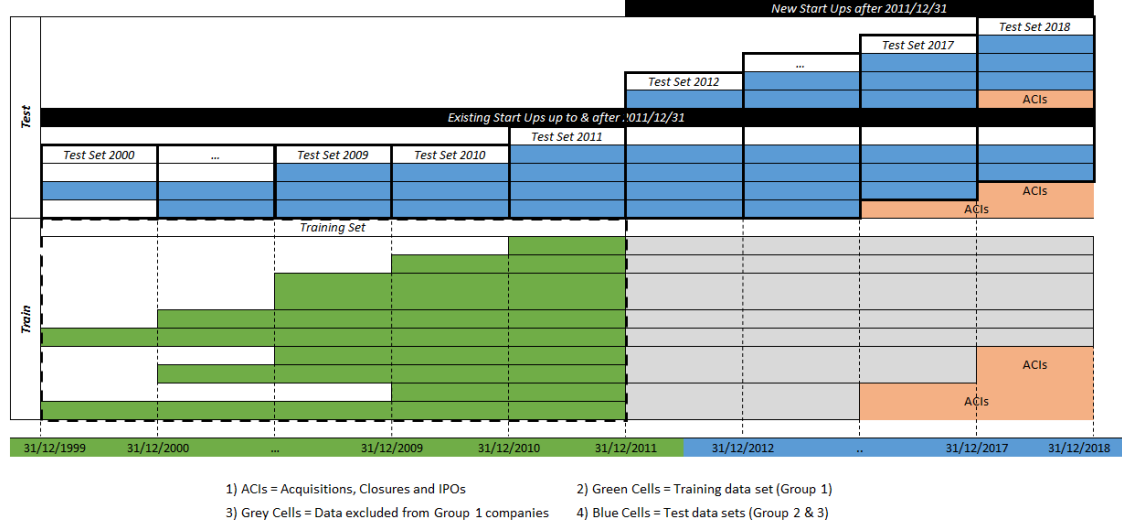 New Start Ups after 2011/12/31
Test Set 2018
Test Set 2017
...
Test Set 2012
ACIs
Test
Existing Start Ups up to & after 2011/12/31
Test Set 2011
Test Set 2000
...
Test Set 2009
Test Set 2010
ACIs
ACIs
Training Set
Train
ACIs
ACIs
31/12/1999 31/12/2000 ... 31/12/2009 31/12/2010 31/12/2011 31/12/2012 .. 31/12/2017 31/12/2018
1) ACIs = Acquisitions, Closures and IPOs
2) Green Cells = Training data set (Group 1)
3) Grey Cells = Data excluded from Group 1 companies
4) Blue Cells = Test data sets (Group 2 & 3)